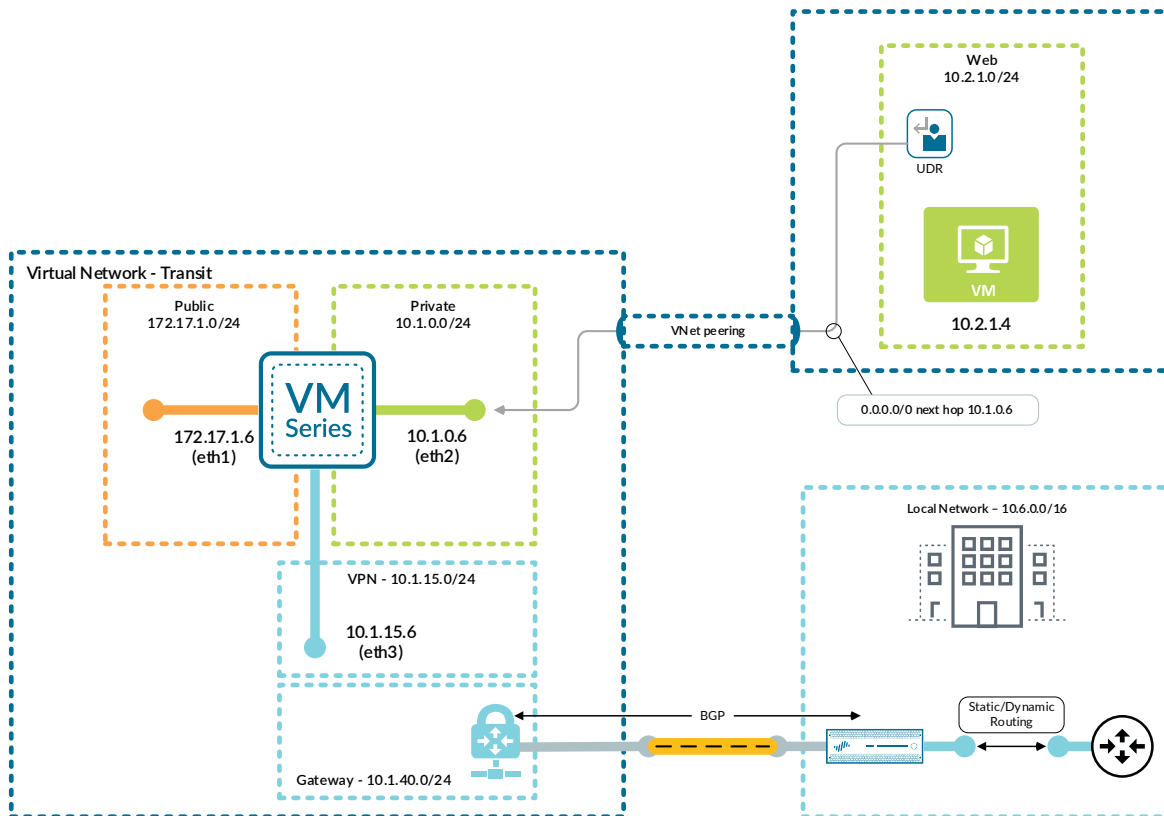 Web
10.2.1.0/24
UDR
VM
10.2.1.4
Virtual Network - Transit
Public
172.17.1.0/24
Private
10.1.0.0/24
VNet peering
VM
Series
172.17.1.6
(eth1)
10.1.0.6
(eth2)
0.0.0.0/0 next hop 10.1.0.6
Local Network – 10.6.0.0/16
VPN - 10.1.15.0/24
10.1.15.6
(eth3)
BGP
Static/Dynamic
Routing
Gateway - 10.1.40.0/24